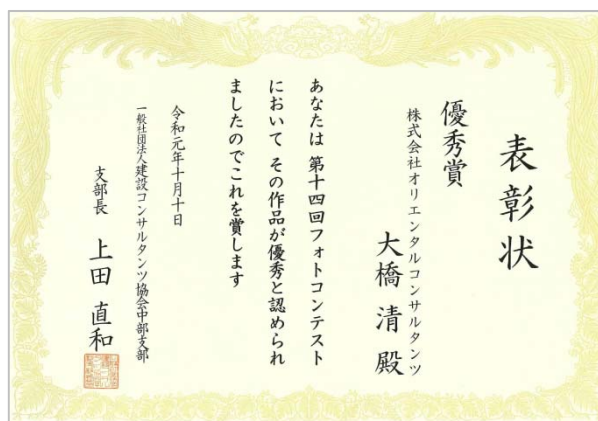 表彰状
優秀賞
株式会社オリエンタルコンサルタンツ
大橋 清 殿
あなたは 第十四回フォトコンテスト
において その作品が優秀と認められ
ましたのでこれを賞します
令和元年十月十日
一般社団法人建設コンサルタンツ協会中部支部
支部長 上田 直和